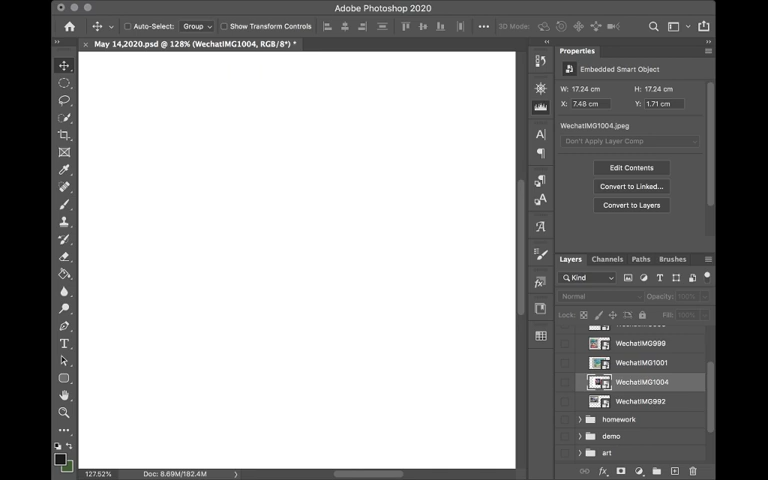 Adobe Photoshop 2020
Auto-Select: Group Show Transform Controls 3D Mode:
May 14,2020.psd @ 128% (WechatIMG1004, RGB/8*) *
Properties
Embedded Smart Object
W: 17.24 cm H: 17.24 cm
X: 7.48 cm Y: 1.71 cm
WechatIMG1004.jpeg
Don't Apply Layer Comp
Edit Contents
Convert to Linked...
Convert to Layers
Layers Channels Paths Brushes
Kind
Normal Opacity: 100%
Lock: Fill: 100%
WechatIMG999
WechatIMG1001
WechatIMG1004
WechatIMG992
homework
demo
art
127.52% Doc: 8.69M/182.4M